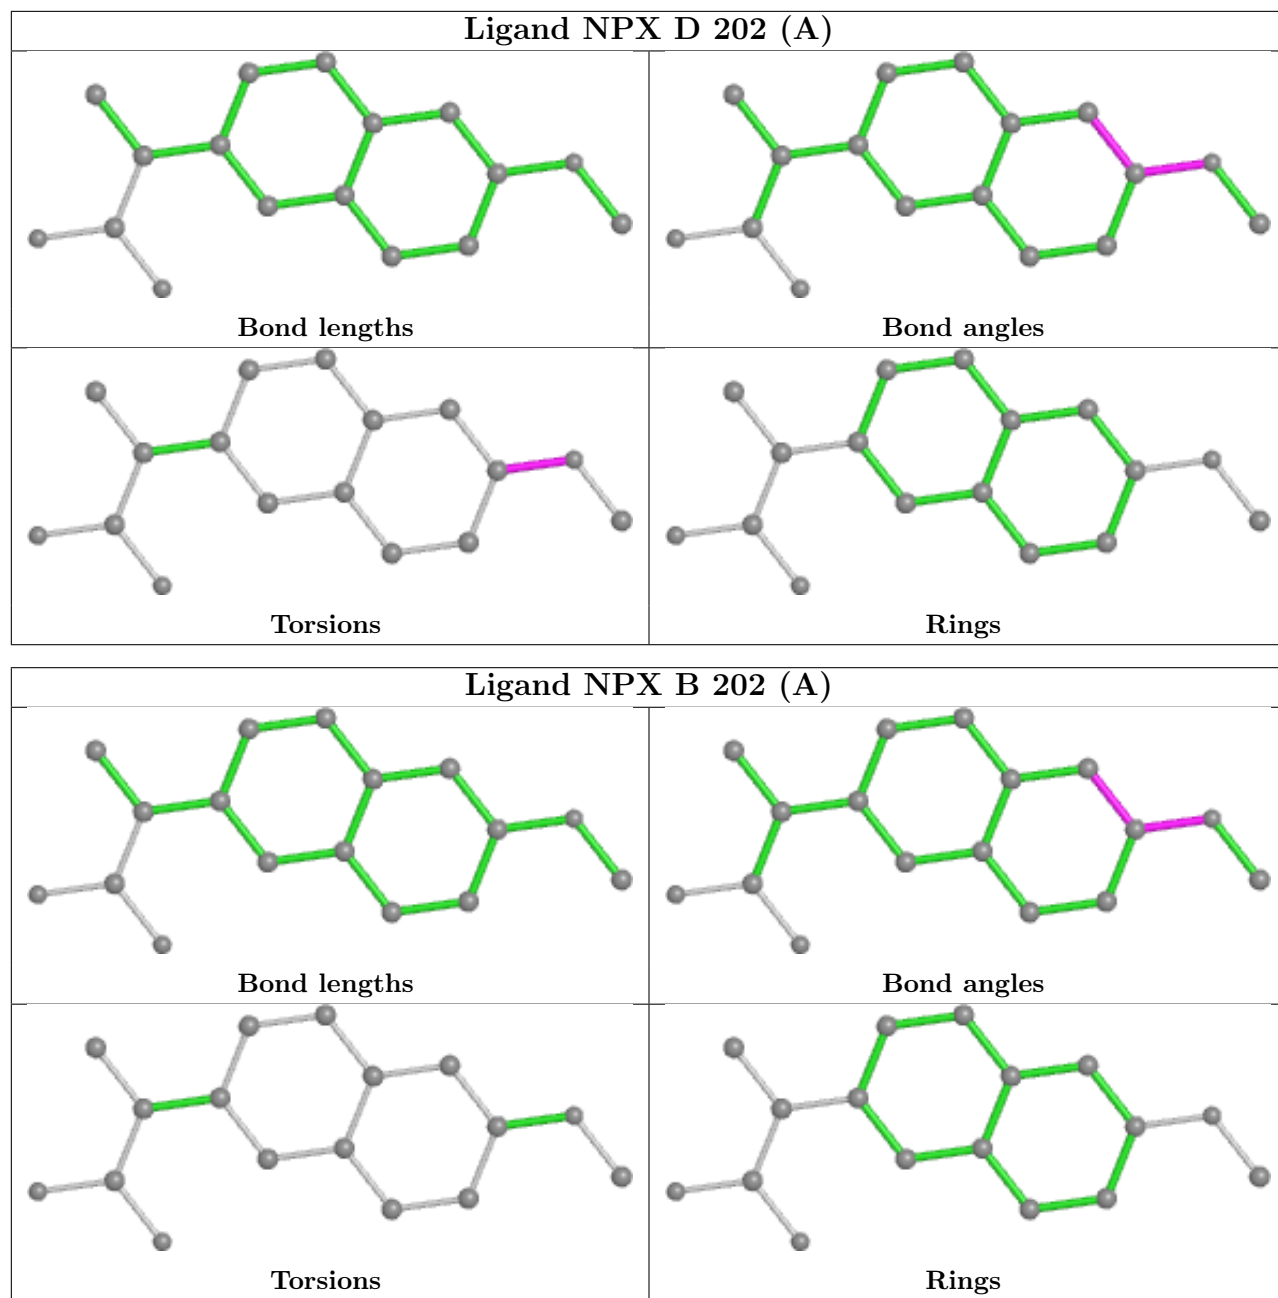 Ligand NPX D 202 (A)
Bond lengths
Bond angles
Torsions
Rings
Ligand NPX B 202 (A)
Bond lengths
Bond angles
Torsions
Rings